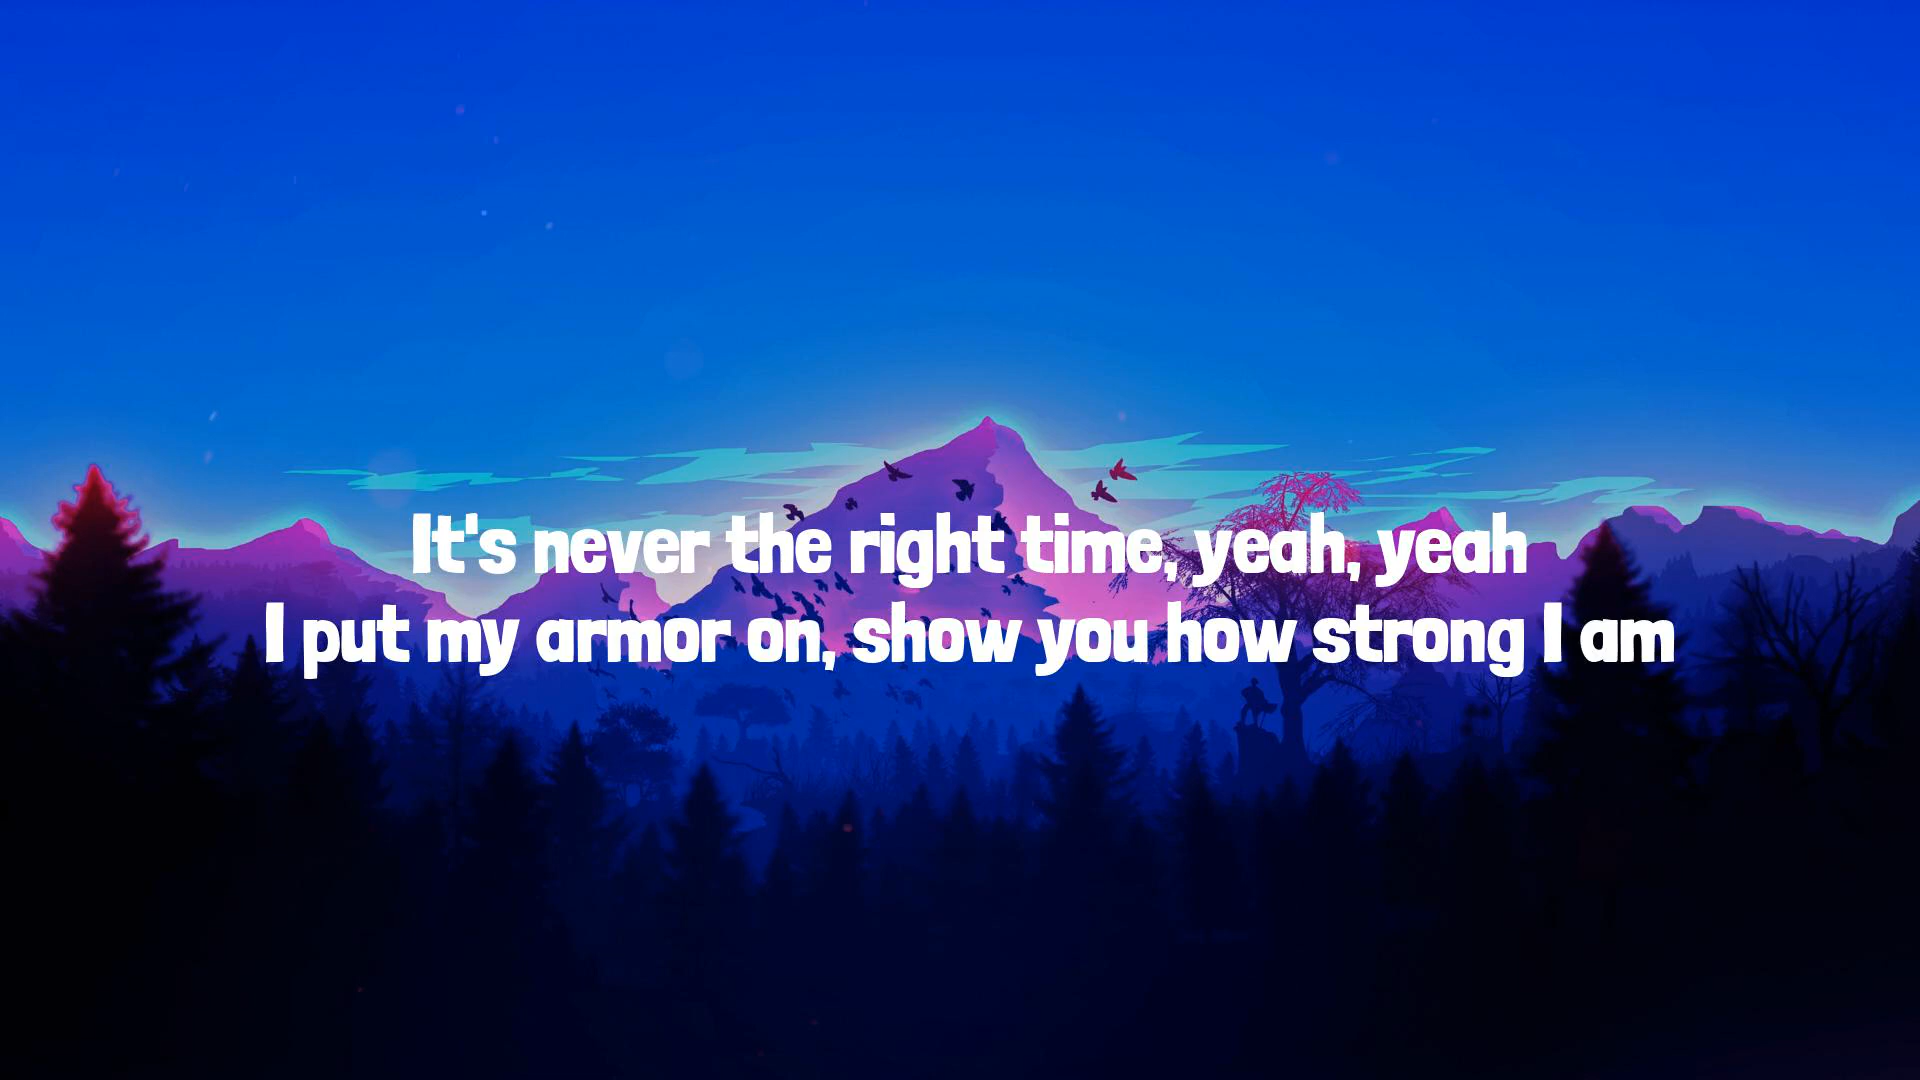 It's never the right time, yeah, yeah
I put my armor on, show you how strong I am